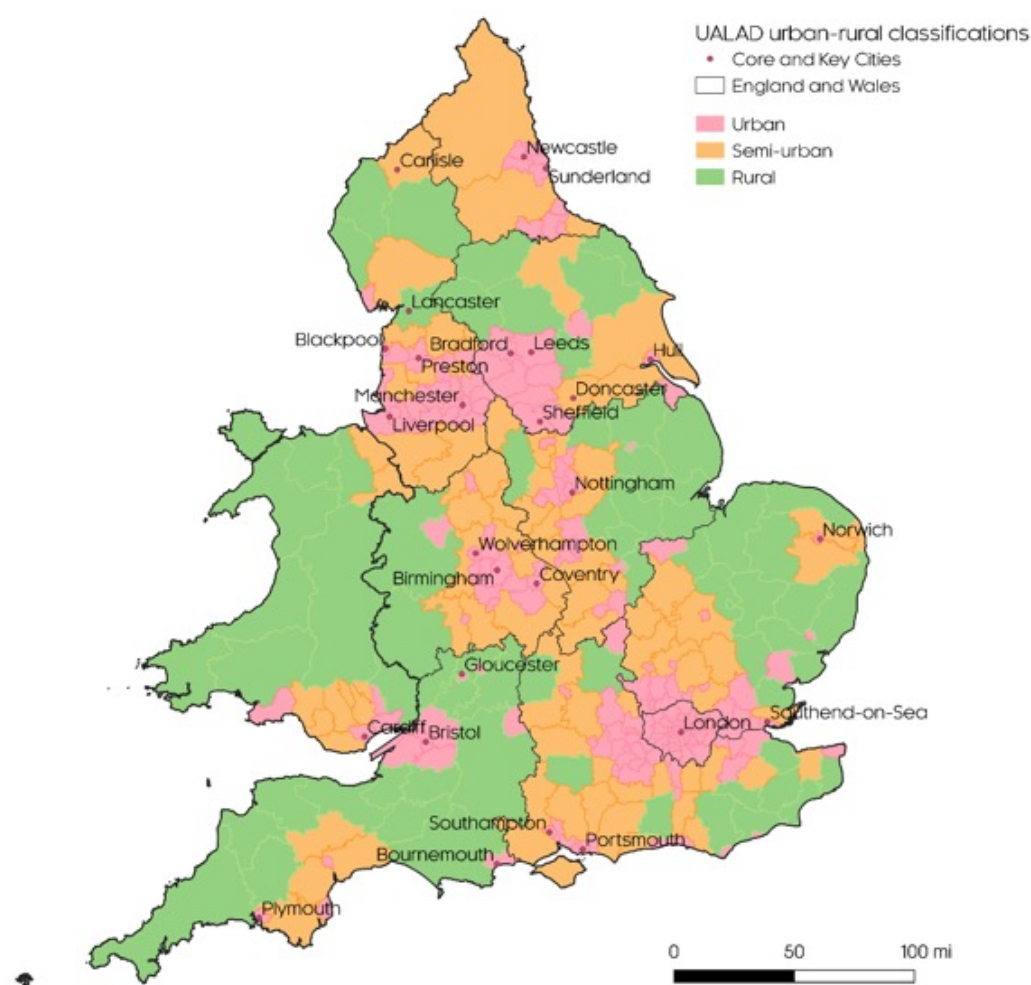 UALAD urban-rural classifications
Core and Key Cities
England and Wales
Urban
Semi-urban
Rural
Newcastle
Carlisle
Sunderland
Lancaster
Blackpool
Bradford
Leeds
Hull
Preston
Doncaster
Manchester
Sheffield
Liverpool
Nottingham
Norwich
Wolverhampton
Birmingham
Coventry
Gloucester
Southend-on-Sea
London
Cardiff
Bristol
Southampton
Portsmouth
Bournemouth
Plymouth
0 50 100 mi